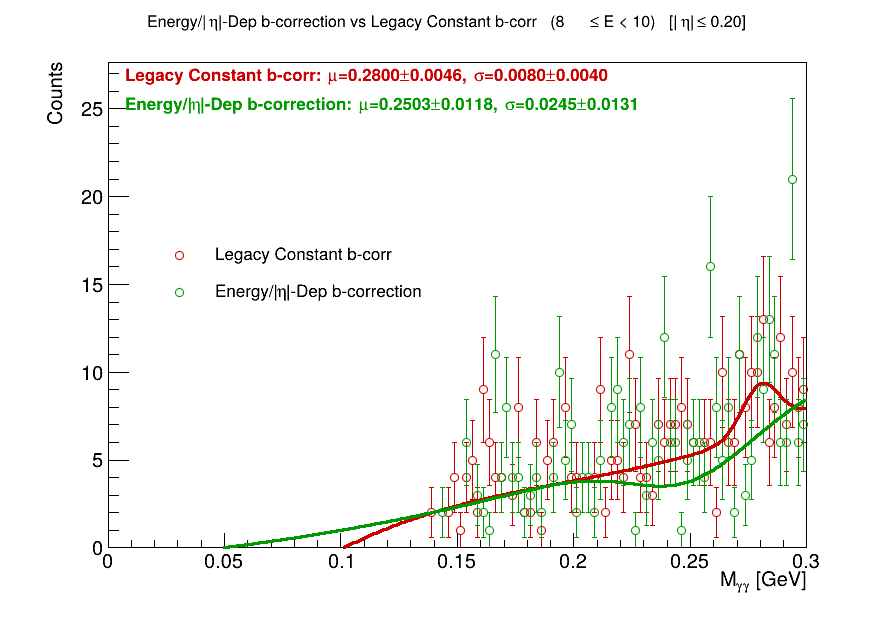 Energy/|η|-Dep b-correction vs Legacy Constant b-corr (8 ≤ E < 10) [|η|≤ 0.20]
Legacy Constant b-corr: μ=0.2800±0.0046, σ=0.0080±0.0040
Energy/|η|-Dep b-correction: μ=0.2503±0.0118, σ=0.0245±0.0131
Counts
25
20
15
10
5
0
Legacy Constant b-corr
Energy/|η|-Dep b-correction
0 0.05 0.1 0.15 0.2 0.25 0.3
Mγγ [GeV]